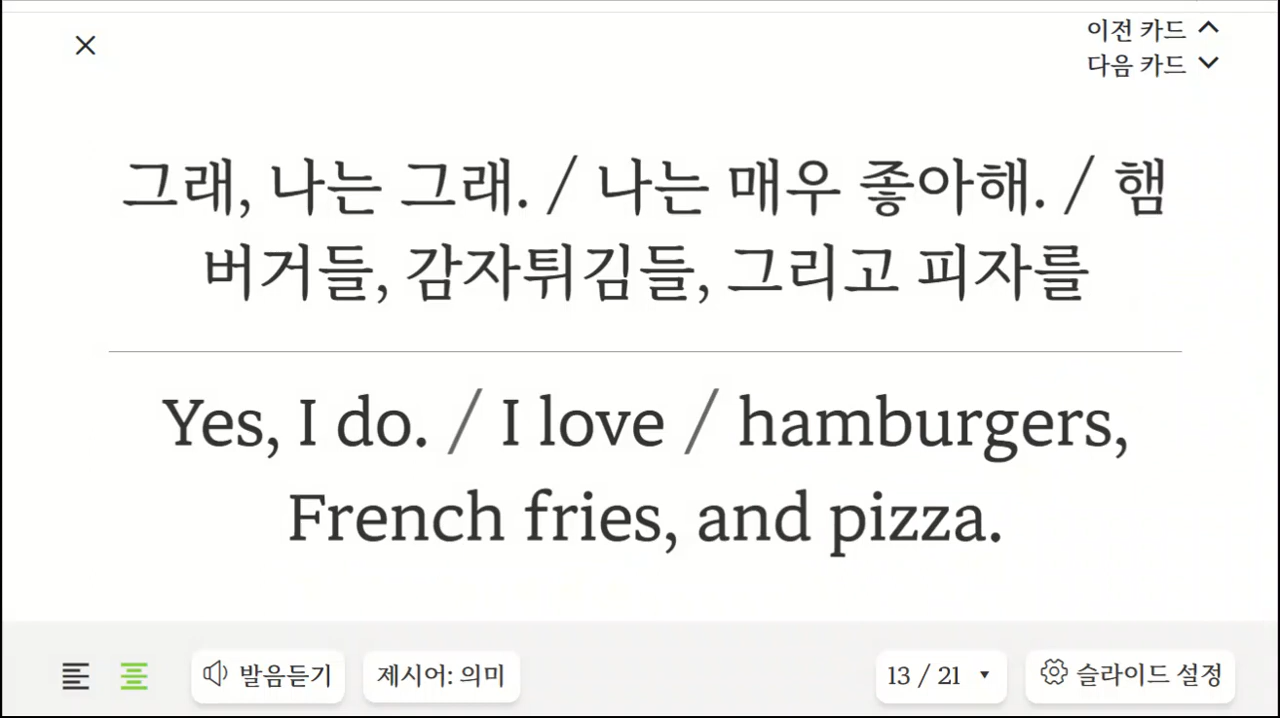 이전 카드
다음 카드
그래, 나는 그래. / 나는 매우 좋아해. / 햄
버거들, 감자튀김들, 그리고 피자를
Yes, I do. / I love / hamburgers,
French fries, and pizza.
발음듣기
제시어: 의미
13 / 21
슬라이드 설정